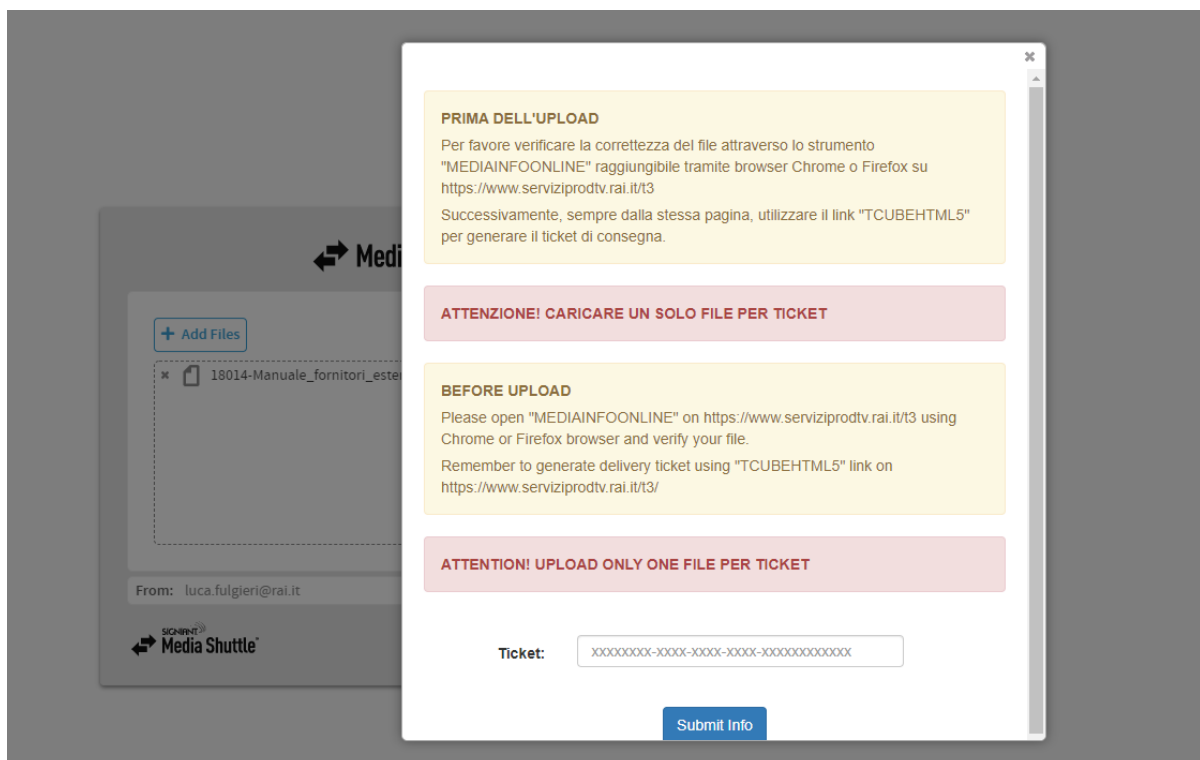 PRIMA DELL'UPLOAD
Per favore verificare la correttezza del file attraverso lo strumento
"MEDIAINFOONLINE" raggiungibile tramite browser Chrome o Firefox su
https://www.serviziprodtv.rai.it/t3
Successivamente, sempre dalla stessa pagina, utilizzare il link "TCUBEHTML5"
per generare il ticket di consegna.
ATTENZIONE! CARICARE UN SOLO FILE PER TICKET
BEFORE UPLOAD
Please open "MEDIAINFOONLINE" on https://www.serviziprodtv.rai.it/t3 using
Chrome or Firefox browser and verify your file.
Remember to generate delivery ticket using "TCUBEHTML5" link on
https://www.serviziprodtv.rai.it/t3/
ATTENTION! UPLOAD ONLY ONE FILE PER TICKET
Ticket: xxxxxxxx-xxxx-xxxx-xxxx-xxxxxxxxxxxx
Submit Info
Medi
+ Add Files
18014-Manuale_fornitori_ester
From: luca.fulgieri@rai.it
SIGNIANT
Media Shuttle